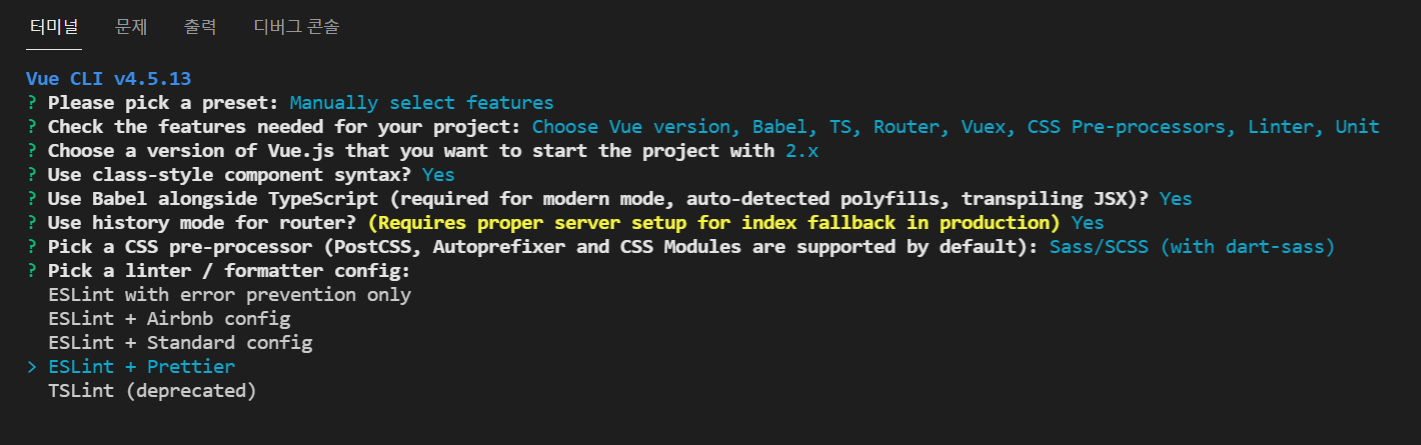 터미널 문제 출력 디버그 콘솔
Vue CLI v4.5.13
? Please pick a preset: Manually select features
? Check the features needed for your project: Choose Vue version, Babel, TS, Router, Vuex, CSS Pre-processors, Linter, Unit
? Choose a version of Vue.js that you want to start the project with 2.x
? Use class-style component syntax? Yes
? Use Babel alongside TypeScript (required for modern mode, auto-detected polyfills, transpiling JSX)? Yes
? Use history mode for router? (Requires proper server setup for index fallback in production) Yes
? Pick a CSS pre-processor (PostCSS, Autoprefixer and CSS Modules are supported by default): Sass/SCSS (with dart-sass)
? Pick a linter / formatter config:
  ESLint with error prevention only
  ESLint + Airbnb config
  ESLint + Standard config
> ESLint + Prettier
  TSLint (deprecated)